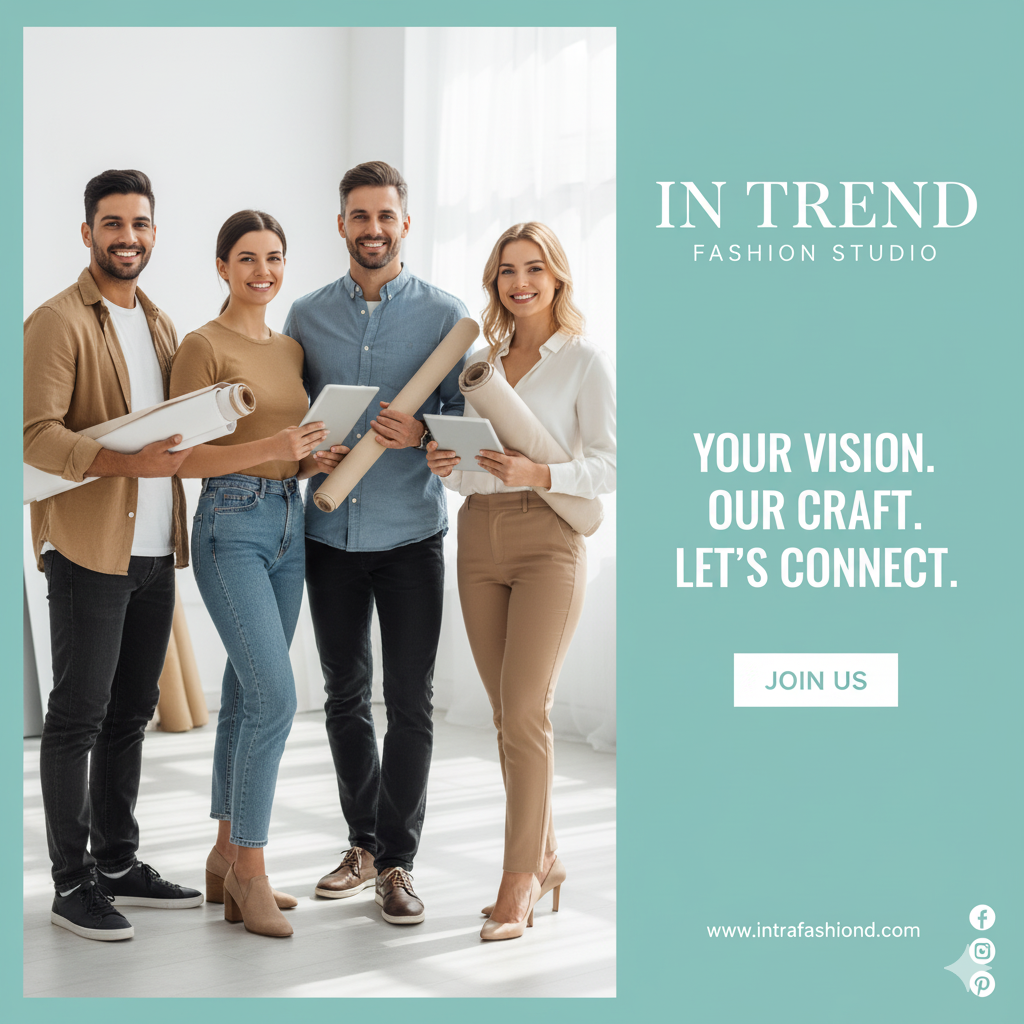 IN TREND
FASHION STUDIO
YOUR VISION.
OUR CRAFT.
LET'S CONNECT.
JOIN US
www.intrafashiond.com